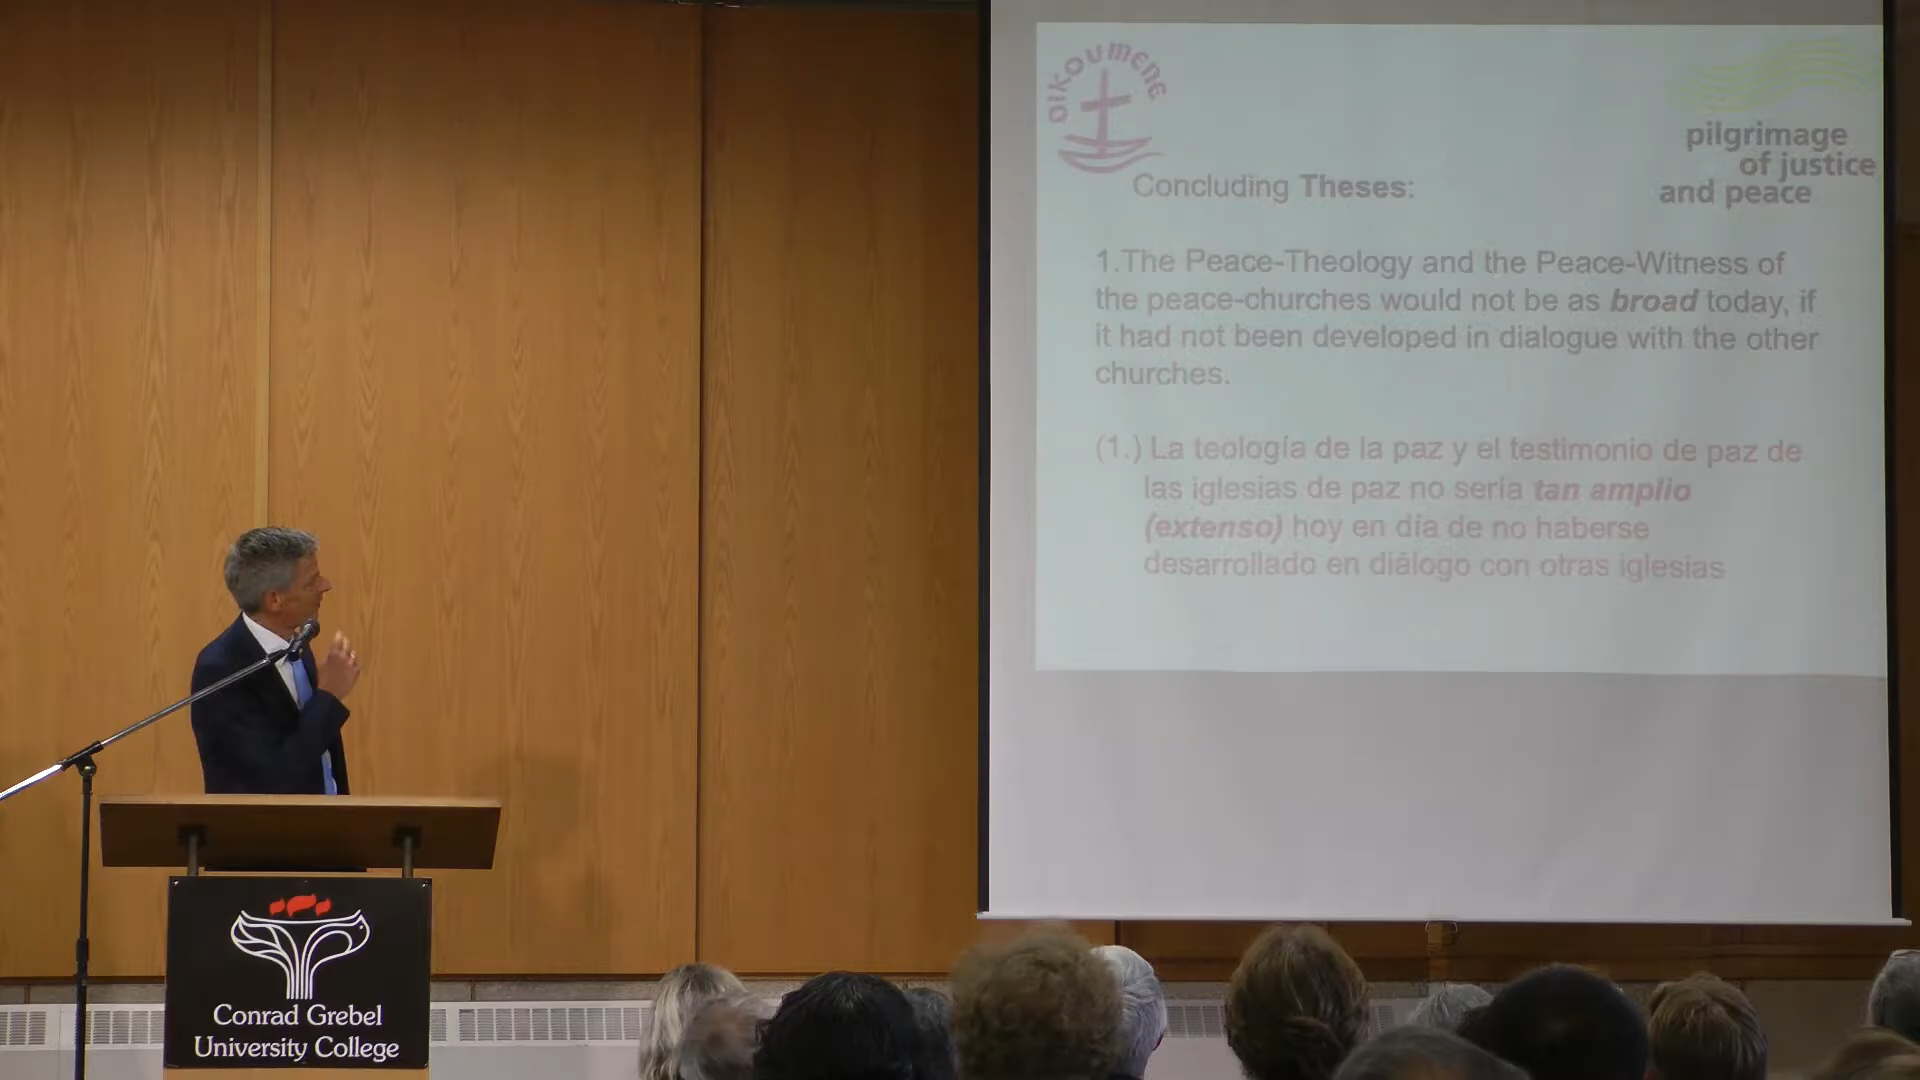 OIKOUMENE
pilgrimage
of justice
and peace
Concluding Theses:
1.The Peace-Theology and the Peace-Witness of
the peace-churches would not be as broad today, if
it had not been developed in dialogue with the other
churches.
(1.) La teología de la paz y el testimonio de paz de
las iglesias de paz no sería tan amplio
(extenso) hoy en día de no haberse
desarrollado en diálogo con otras iglesias
Conrad Grebel
University College